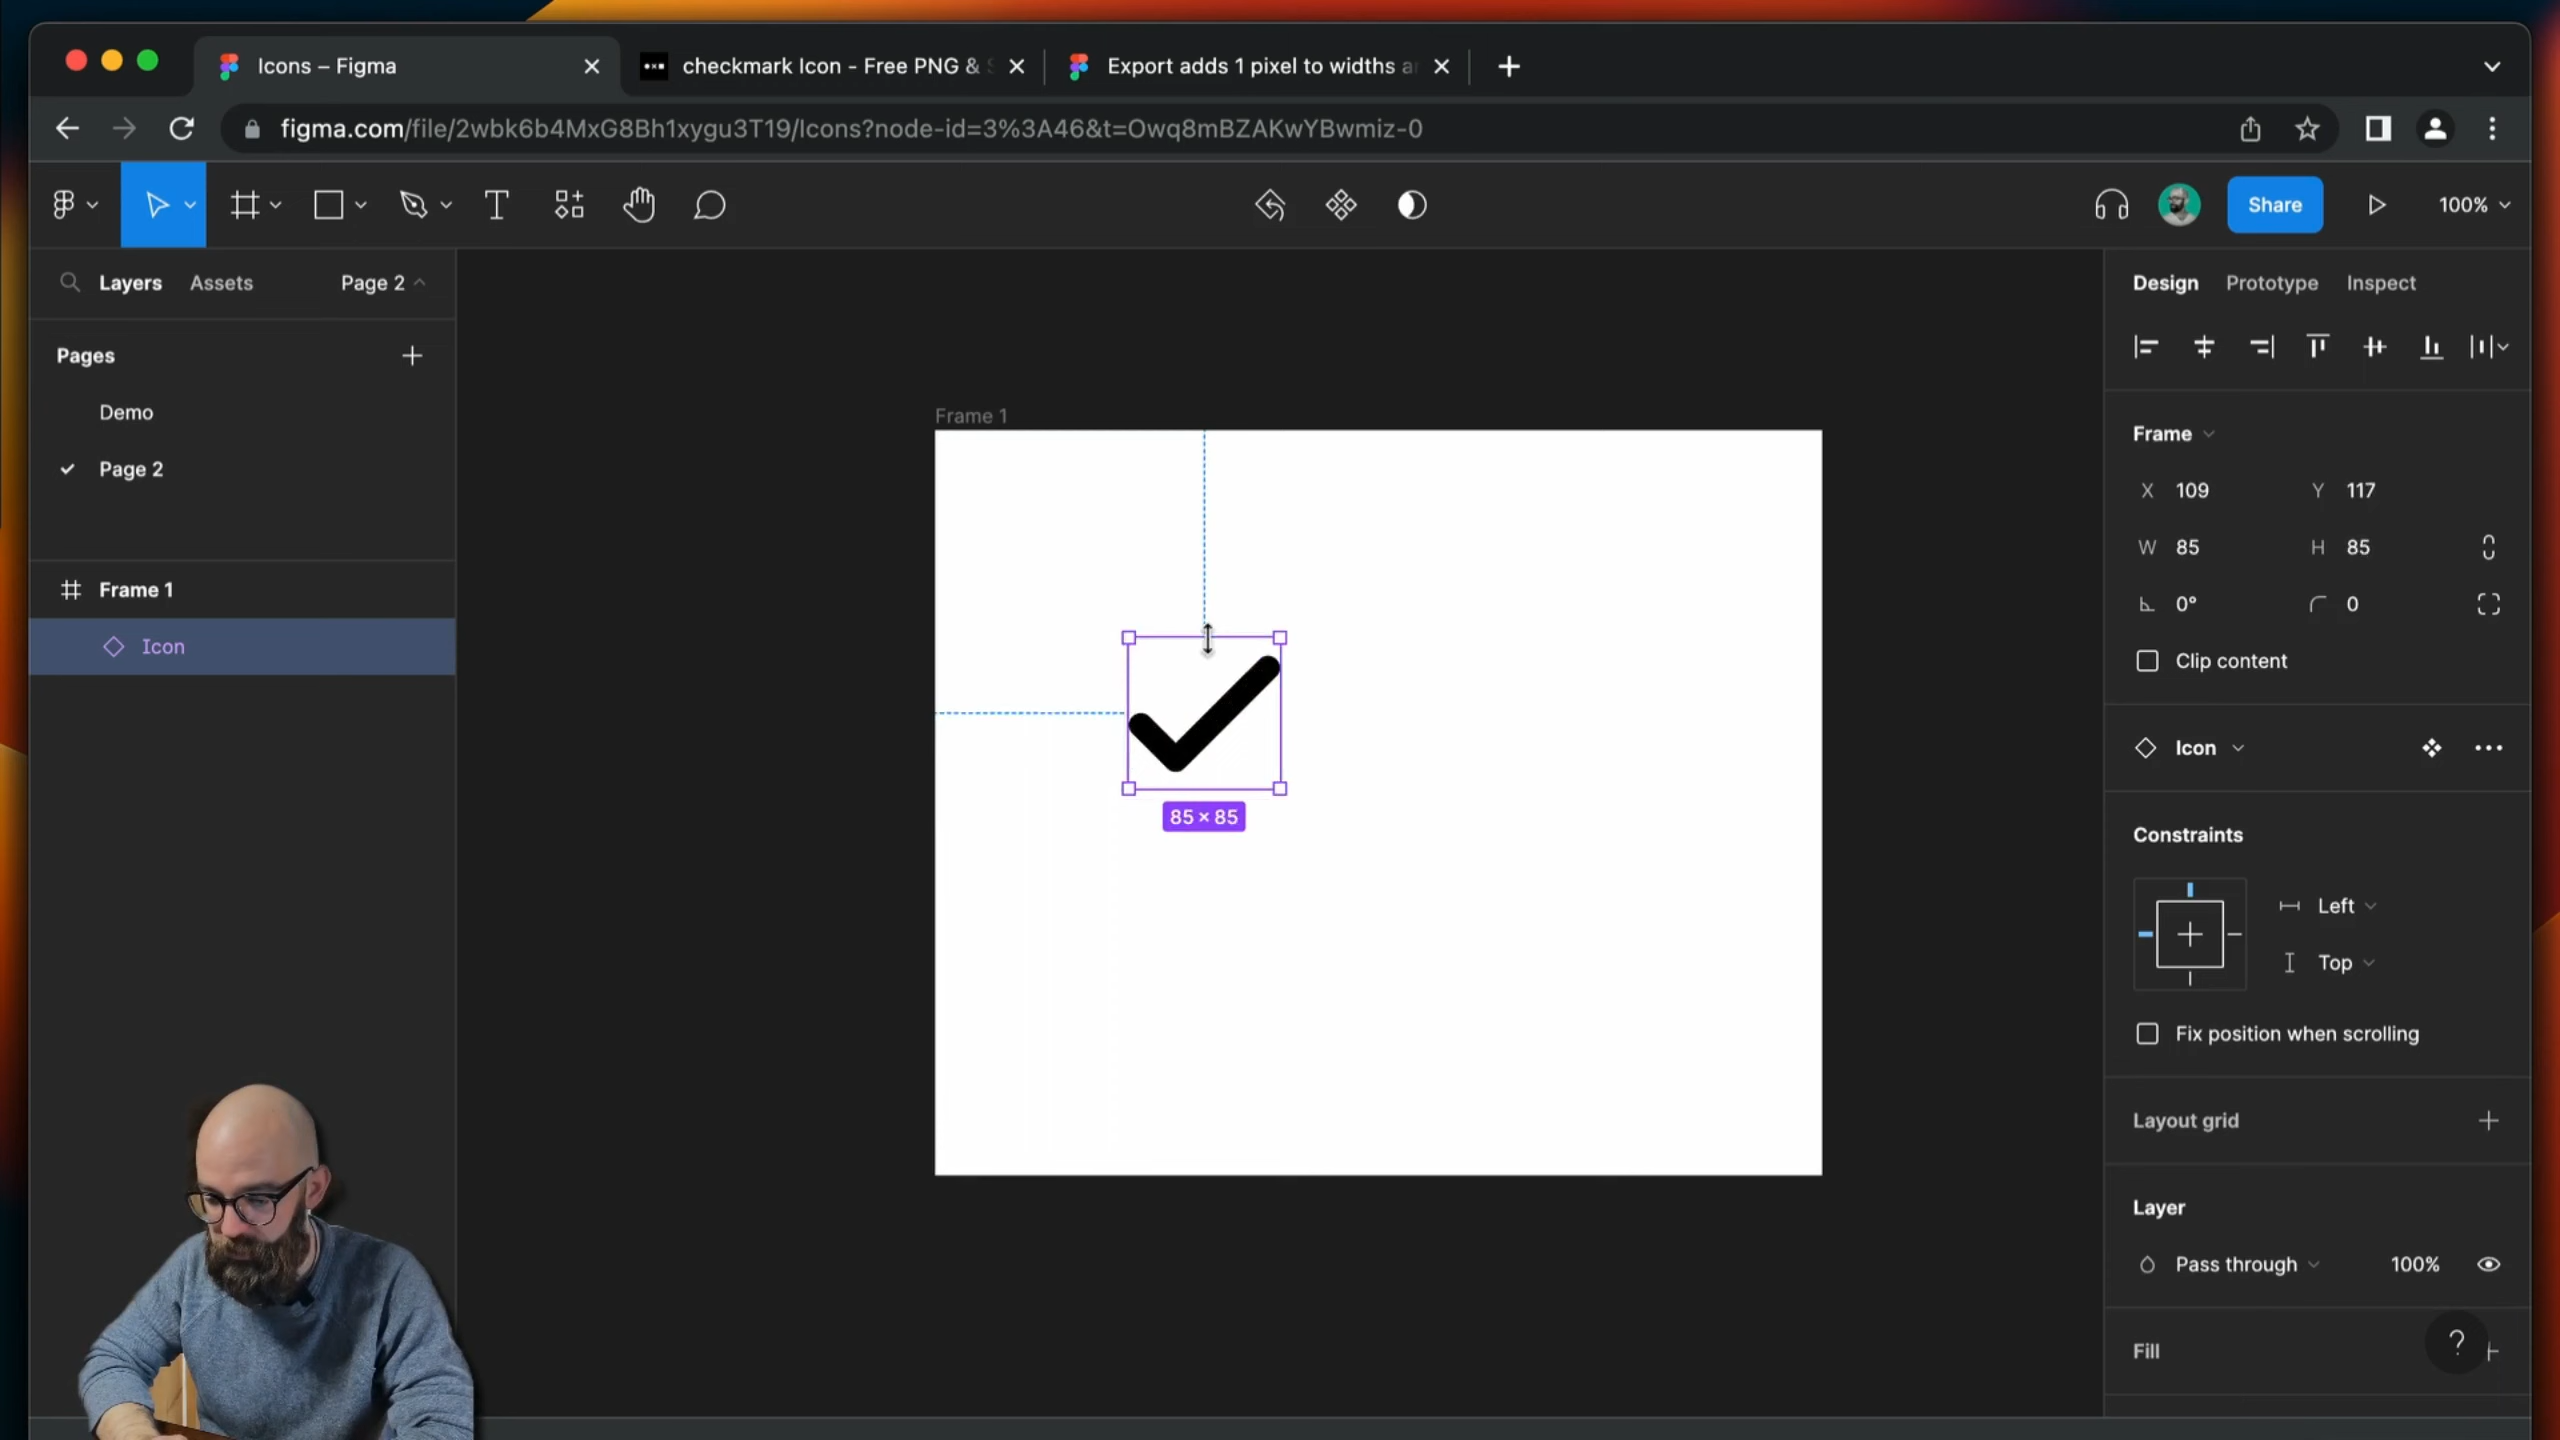 Icons – Figma
checkmark Icon - Free PNG &
Export adds 1 pixel to widths
figma.com/file/2wbk6b4MxG8Bh1xygu3T19/Icons?node-id=3%3A46&t=Owq8mBZAKwYBwmiz-0
Share
100%
Layers
Assets
Page 2
Pages
Demo
Page 2
Frame 1
Icon
Frame 1
85 × 85
Design
Prototype
Inspect
Frame
X 109
Y 117
W 85
H 85
0°
0
Clip content
Icon
Constraints
Left
Top
Fix position when scrolling
Layout grid
Layer
Pass through
100%
Fill
?